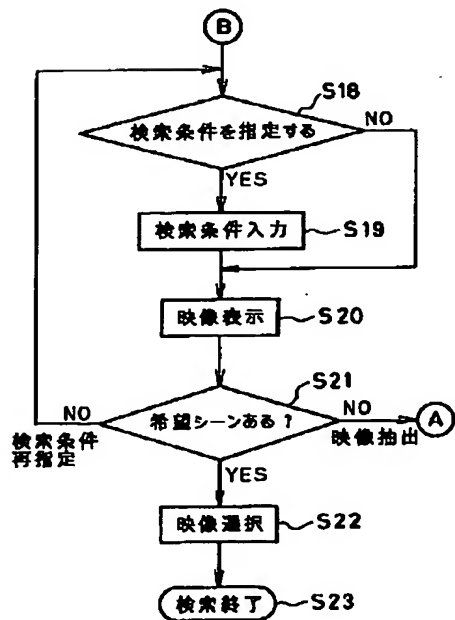 B
S18
検索条件を指定する
NO
YES
検索条件入力
S19
映像表示
S20
S21
希望シーンある?
NO
検索条件
再指定
NO
映像抽出
A
YES
映像選択
S22
検索終了
S23